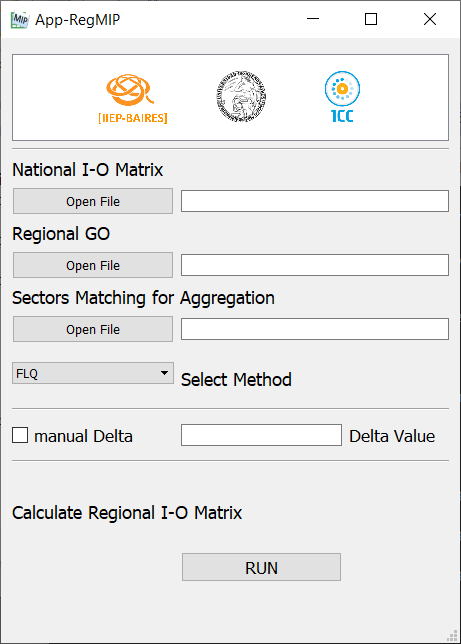 MIP App-RegMIP
[IIEP-BAIRES]
ICC
National I-O Matrix
Open File
Regional GO
Open File
Sectors Matching for Aggregation
Open File
FLQ
Select Method
manual Delta
Delta Value
Calculate Regional I-O Matrix
RUN